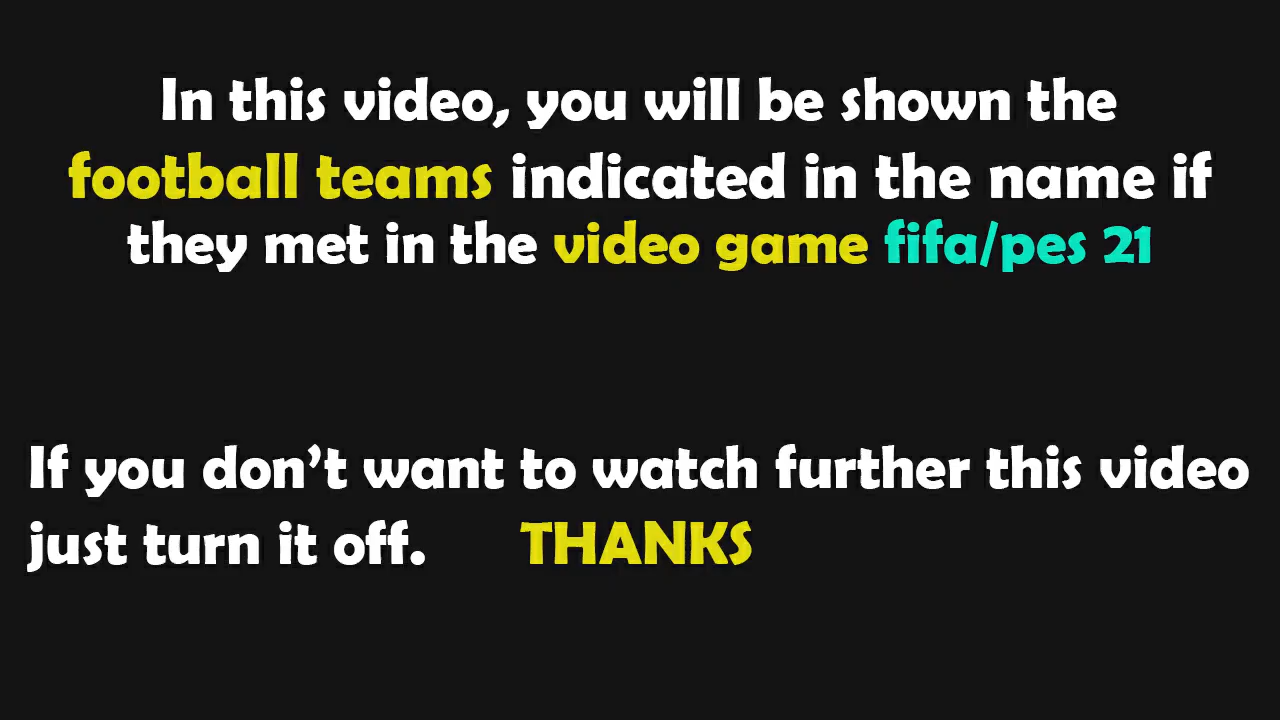 In this video, you will be shown the
football teams indicated in the name if
they met in the video game fifa/pes 21
If you don't want to watch further this video
just turn it off. THANKS